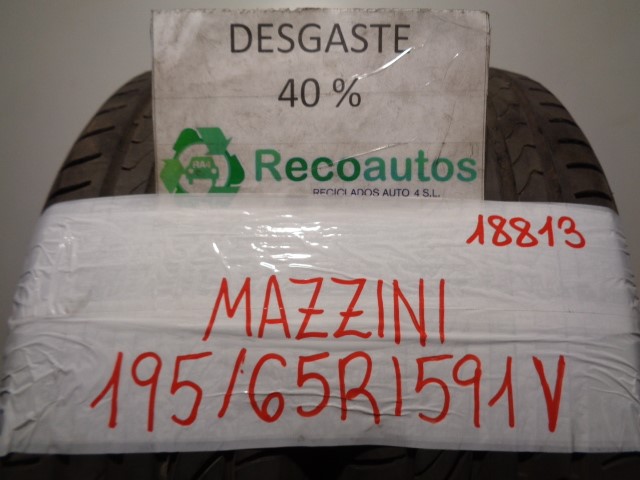 DESGASTE
40 %
Recoautos
RECICLADOS AUTO 4 S.L.
18813
MAZZINI
195/65R1591V